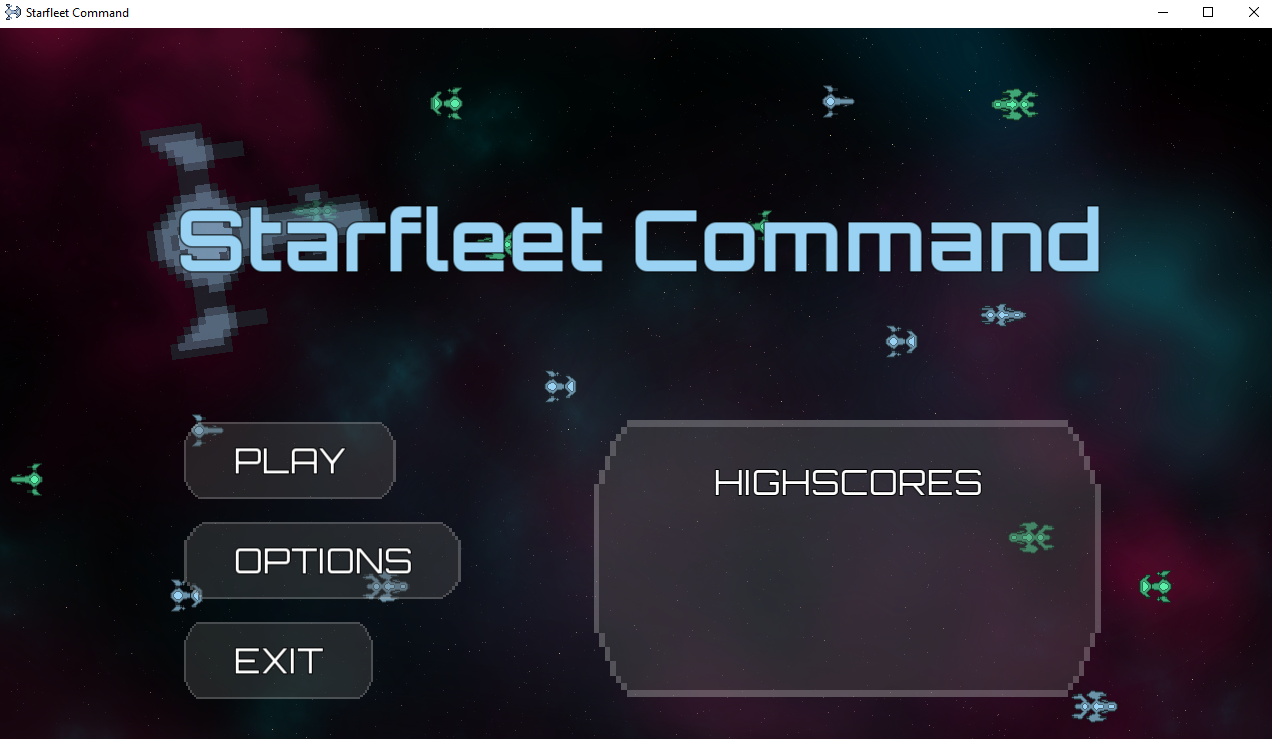 Starfleet Command
Starfleet Command
PLAY
HIGHSCORES
OPTIONS
EXIT